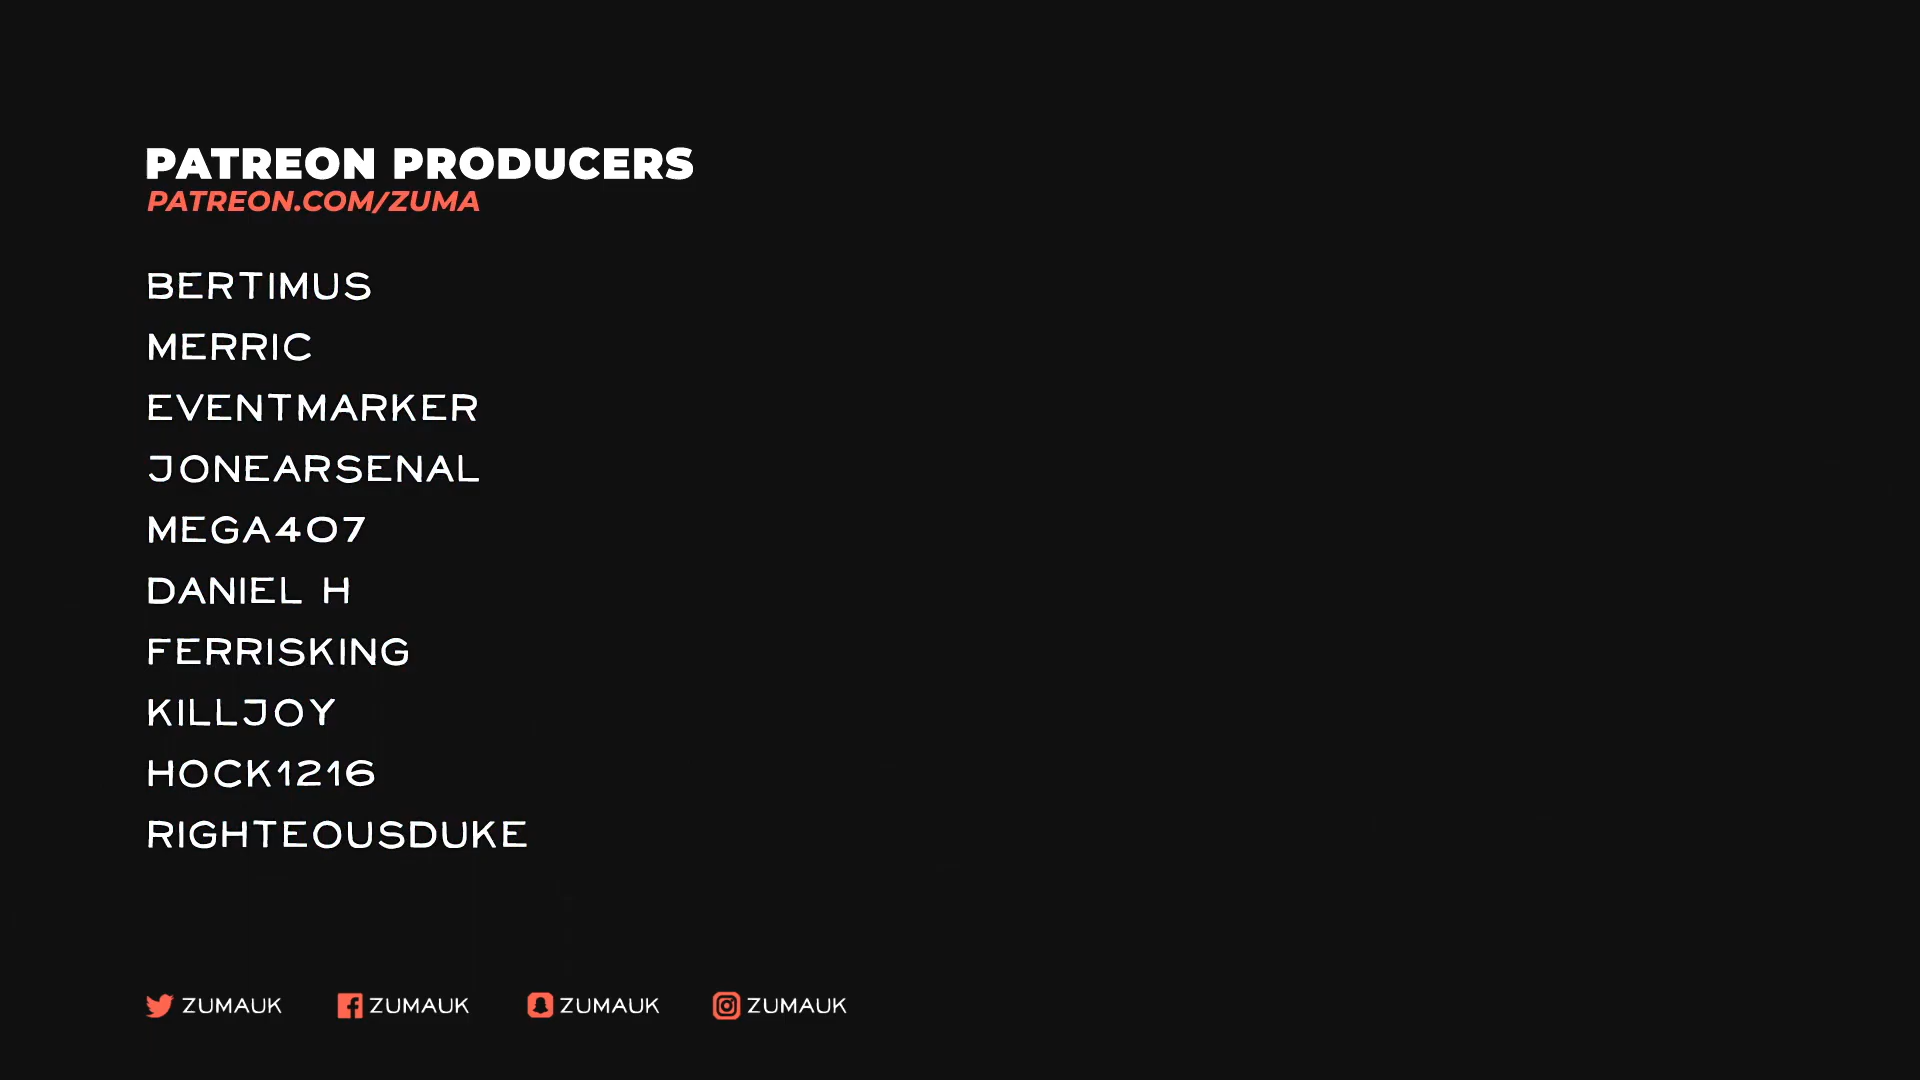 PATREON PRODUCERS
PATREON.COM/ZUMA
BERTIMUS
MERRIC
EVENTMARKER
JONEARSENAL
MEGA407
DANIEL H
FERRISKING
KILLJOY
HOCK1216
RIGHTEOUSDUKE
ZUMAUK ZUMAUK ZUMAUK ZUMAUK